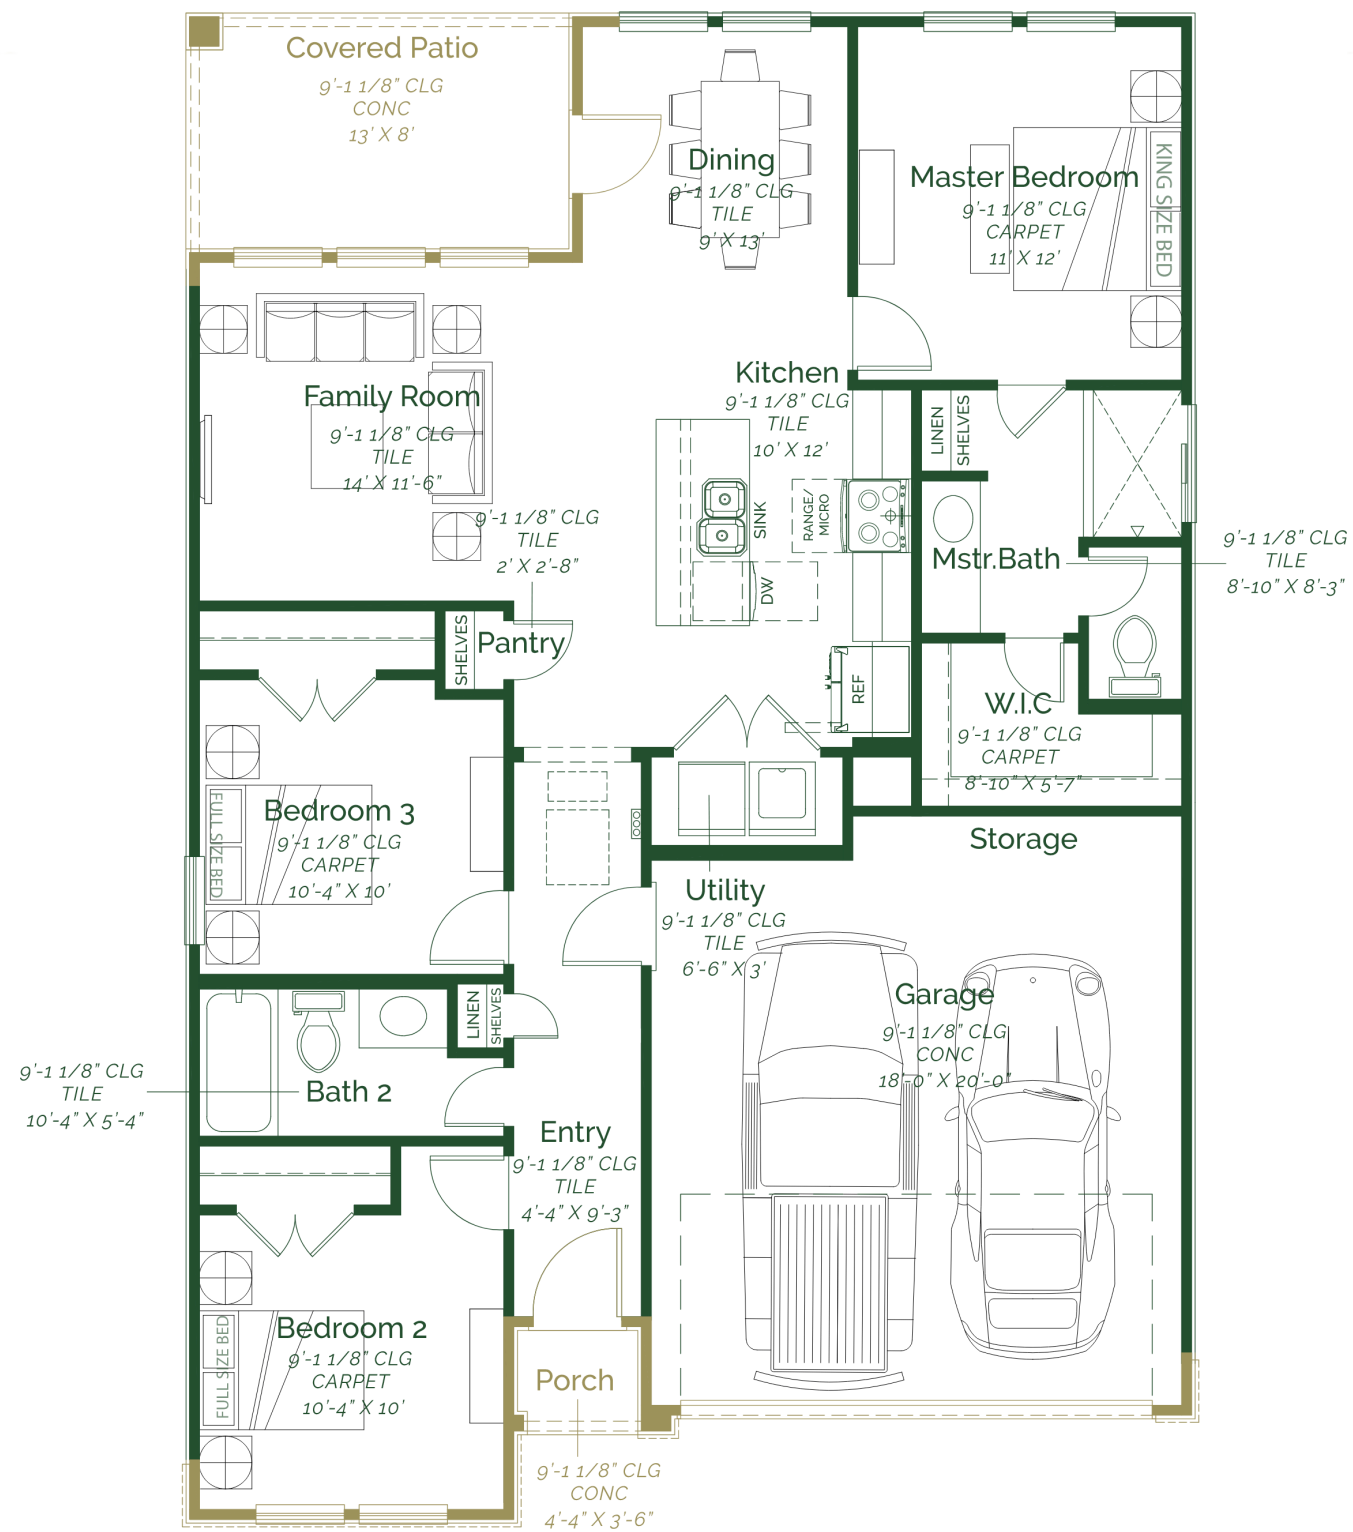 Covered Patio
9'-1 1/8" CLG
CONC
13' X 8'
Dining
9'-1 1/8" CLG
TILE
9' X 13'
Master Bedroom
9'-1 1/8" CLG
CARPET
11' X 12'
KING SIZE BED
Family Room
9'-1 1/8" CLG
TILE
14' X 11'-6"
Kitchen
9'-1 1/8" CLG
TILE
10' X 12'
LINEN
SHELVES
SINK
RANGE/
MICRO
DW
REF
9'-1 1/8" CLG
TILE
2' X 2'-8"
SHELVES
Pantry
Mstr.Bath
9'-1 1/8" CLG
TILE
8'-10" X 8'-3"
W.I.C
9'-1 1/8" CLG
CARPET
8'-10" X 5'-7"
Bedroom 3
9'-1 1/8" CLG
CARPET
10'-4" X 10'
FULL SIZE BED
Storage
Utility
9'-1 1/8" CLG
TILE
6'-6" X 3'
Garage
9'-1 1/8" CLG
CONC
18'-0" X 20'-0"
LINEN
SHELVES
9'-1 1/8" CLG
TILE
10'-4" X 5'-4"
Bath 2
Entry
9'-1 1/8" CLG
TILE
4'-4" X 9'-3"
Bedroom 2
9'-1 1/8" CLG
CARPET
10'-4" X 10'
FULL SIZE BED
Porch
9'-1 1/8" CLG
CONC
4'-4" X 3'-6"